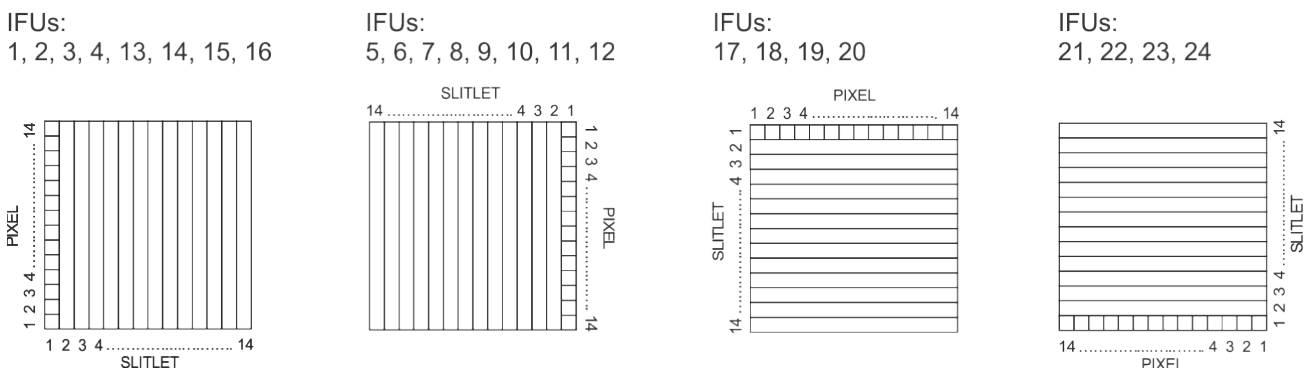 IFUs:
1, 2, 3, 4, 13, 14, 15, 16
14
PIXEL
1 2 3 4
1 2 3 4 14
SLITLET
IFUs:
5, 6, 7, 8, 9, 10, 11, 12
SLITLET
14 4 3 2 1
1 2 3 4
PIXEL
14
IFUs:
17, 18, 19, 20
PIXEL
1 2 3 4 14
1 2 3 4
SLITLET
14
IFUs:
21, 22, 23, 24
14
SLITLET
1 2 3 4
14 4 3 2 1
PIXEL